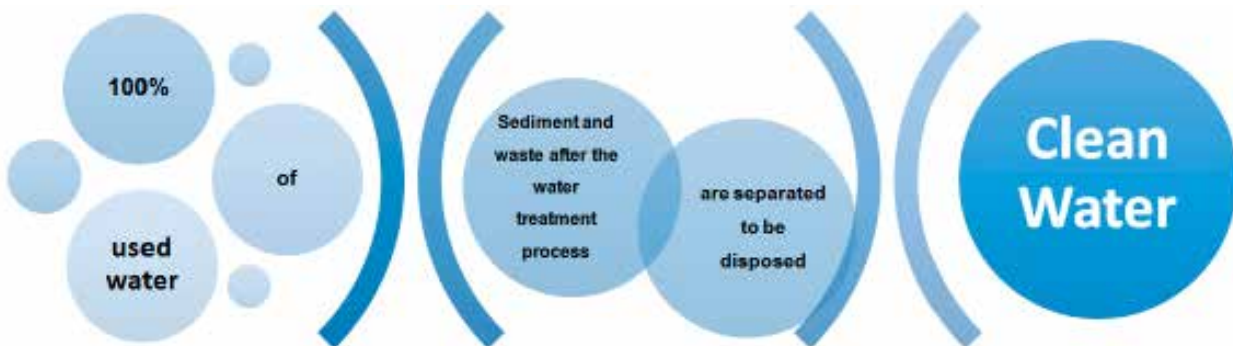 100%
of
used
water
Sediment and
waste after the
water
treatment
process
are separated
to be
disposed
Clean
Water